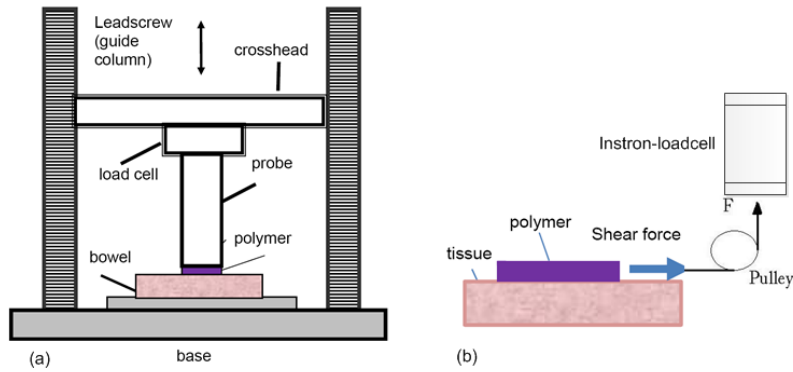 Leadscrew
(guide
column)
crosshead
load cell
probe
polymer
bowel
base
(a)
Instron-loadcell
F
polymer
Shear force
tissue
Pulley
(b)